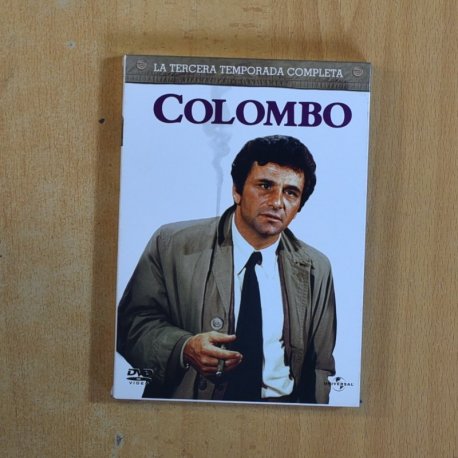 LA TERCERA TEMPORADA COMPLETA
COLOMBO
DVD
VIDEO
UNIVERSAL